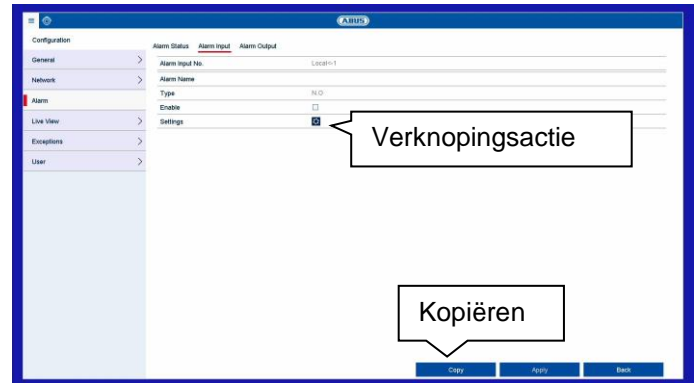 ABUS
Configuration
Alarm Status Alarm Input Alarm Output
General
Alarm Input No. Local<-1
Network
Alarm Name
Type N.O
Alarm
Enable
Live View
Settings
Verknopingsactie
Exceptions
User
Kopiëren
Copy Apply Back